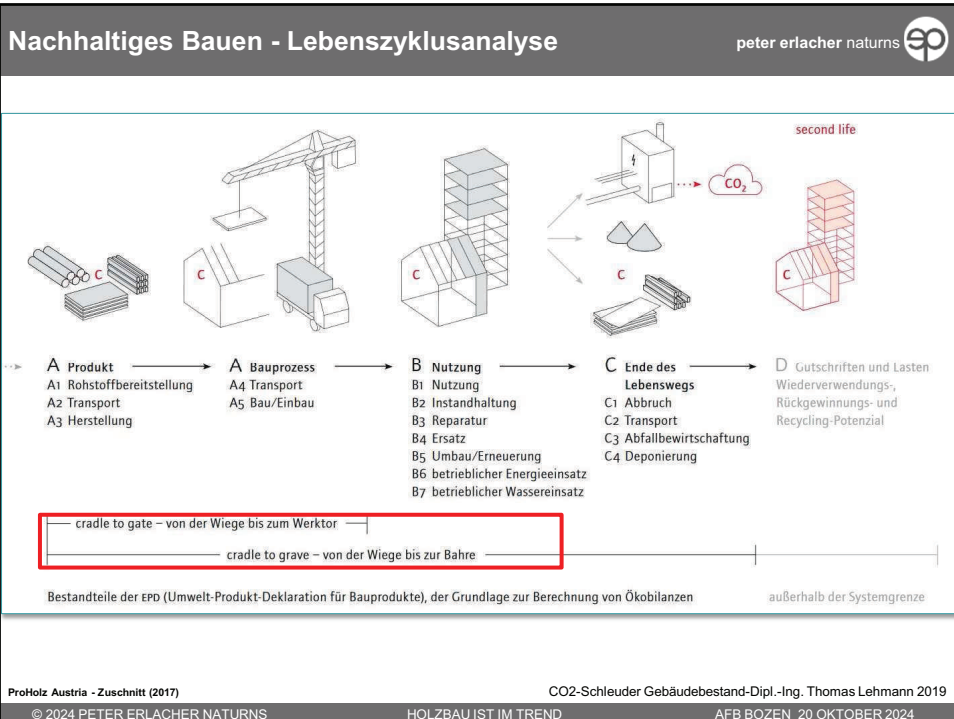 Nachhaltiges Bauen - Lebenszyklusanalyse
peter erlacher naturns ep
second life
CO2
C
C
C
C
C
A Produkt
A1 Rohstoffbereitstellung
A2 Transport
A3 Herstellung
A Bauprozess
A4 Transport
A5 Bau/Einbau
B Nutzung
B1 Nutzung
B2 Instandhaltung
B3 Reparatur
B4 Ersatz
B5 Umbau/Erneuerung
B6 betrieblicher Energieeinsatz
B7 betrieblicher Wassereinsatz
C Ende des
Lebenswegs
C1 Abbruch
C2 Transport
C3 Abfallbewirtschaftung
C4 Deponierung
D Gutschriften und Lasten
Wiederverwendungs-,
Rückgewinnungs- und
Recycling-Potenzial
cradle to gate – von der Wiege bis zum Werktor
cradle to grave – von der Wiege bis zur Bahre
Bestandteile der EPD (Umwelt-Produkt-Deklaration für Bauprodukte), der Grundlage zur Berechnung von Ökobilanzen
außerhalb der Systemgrenze
ProHolz Austria - Zuschnitt (2017)
CO2-Schleuder Gebäudebestand-Dipl.-Ing. Thomas Lehmann 2019
© 2024 PETER ERLACHER NATURNS
HOLZBAU IST IM TREND
AFB BOZEN 20 OKTOBER 2024